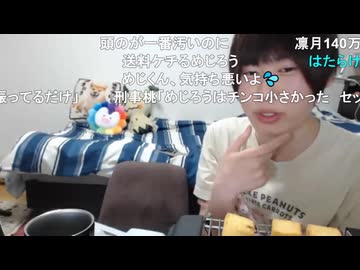 頭のが一番汚いのに
凛月140万
送料ケチるめじろう
はたらけ
めじくん、気持ち悪いよ💦
張ってるだけ」
刑事桃「めじろうはチンコ小さかった　セッ
PEANUTS
CARROTS